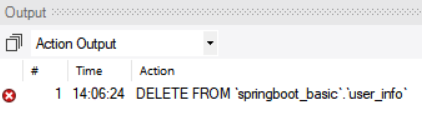 Output
Action Output
# Time Action
1 14:06:24 DELETE FROM `springboot_basic`.`user_info`